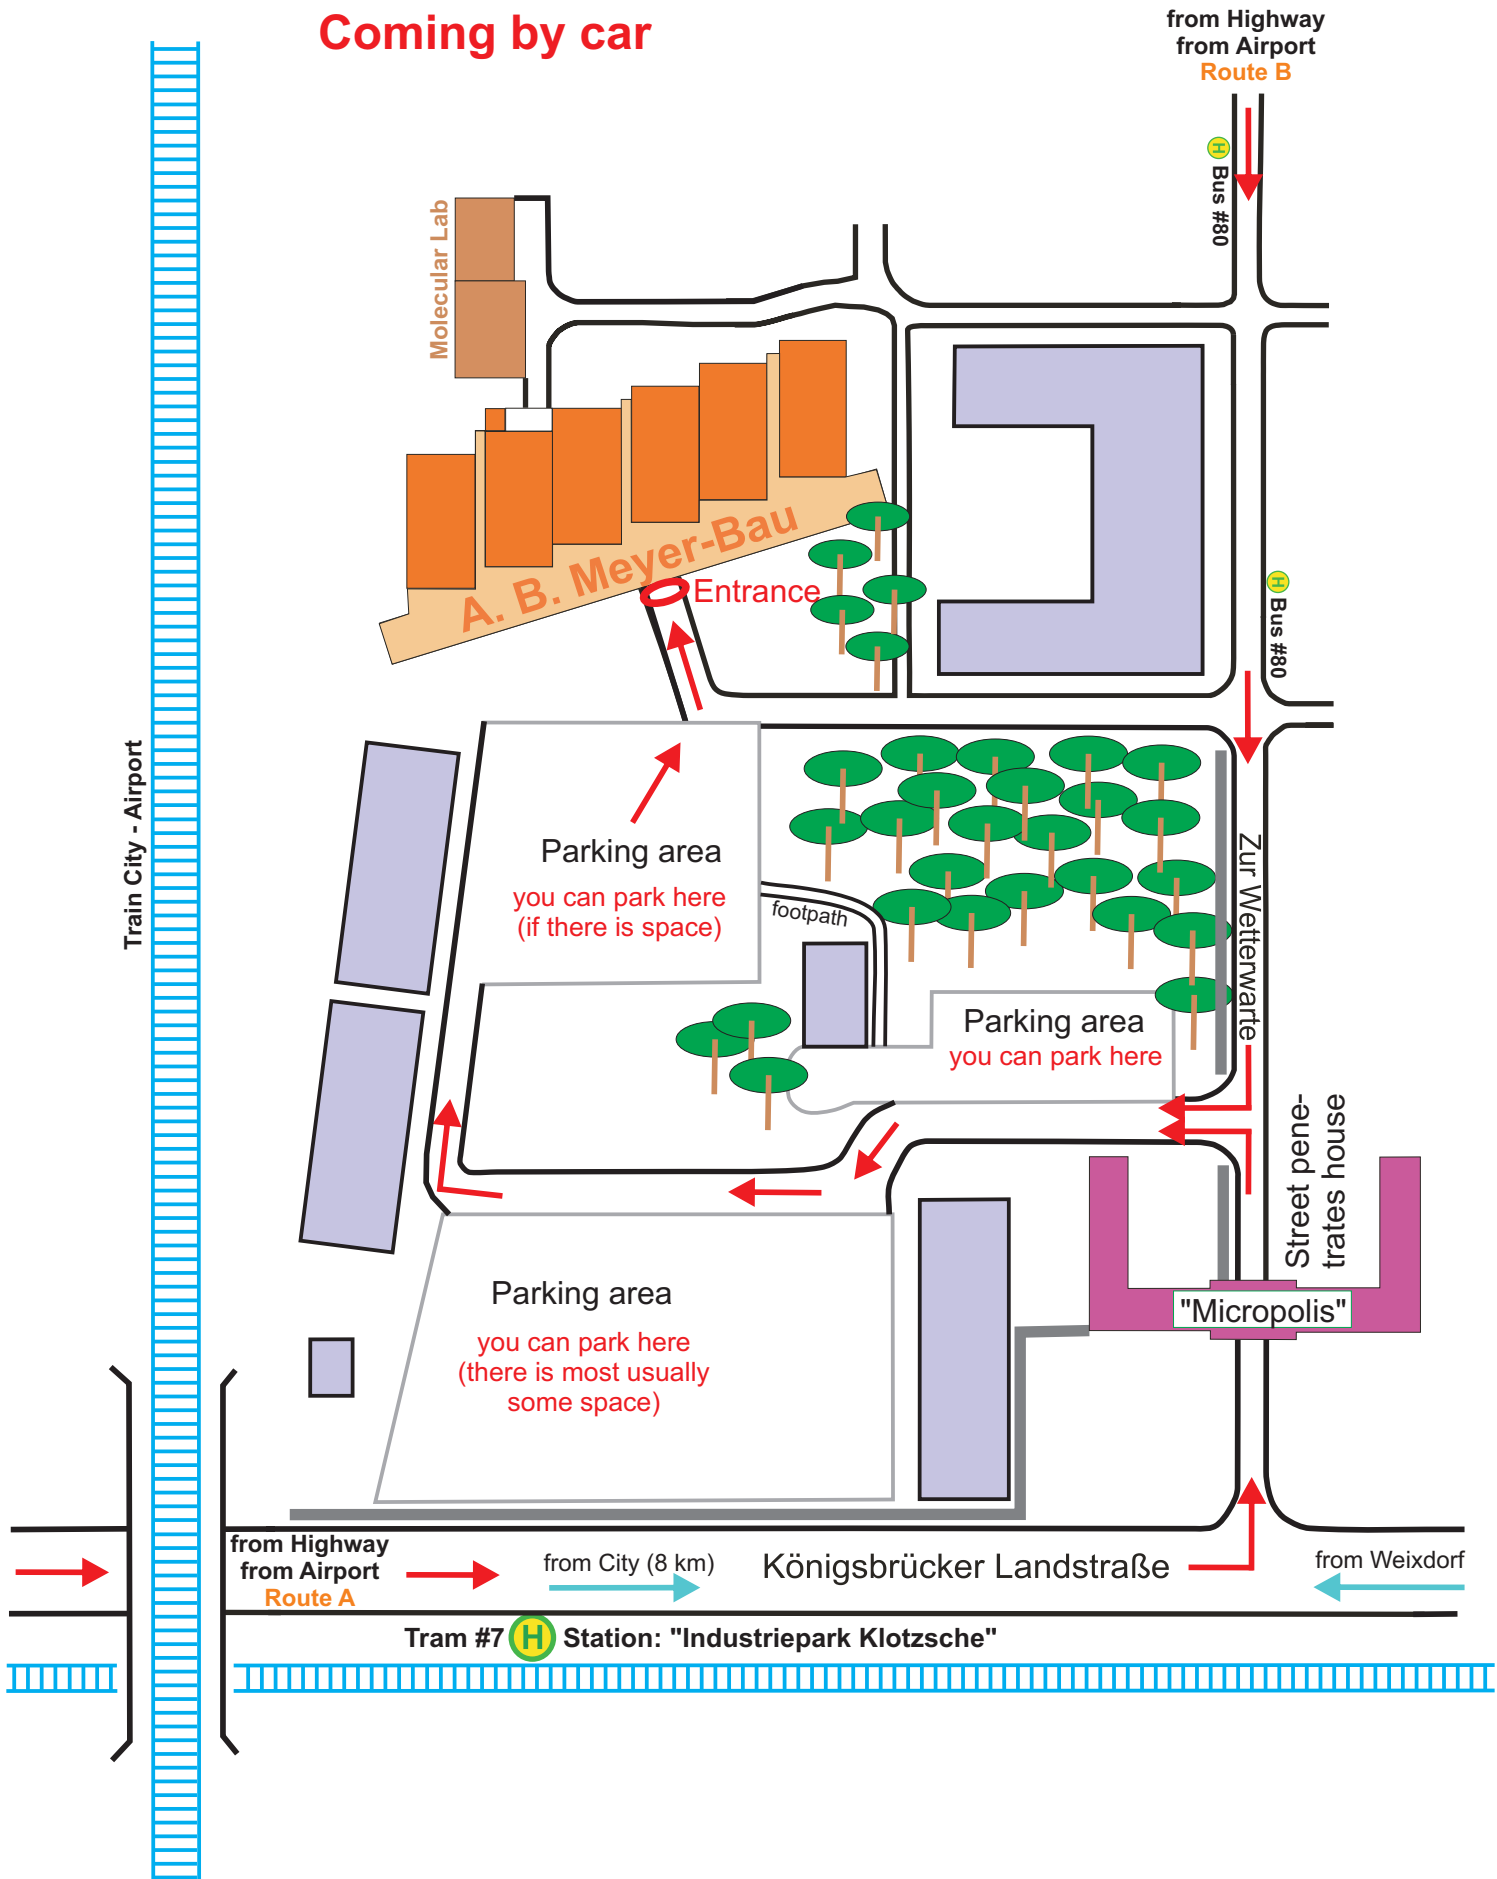 Coming by car
from Highway
from Airport
Route B
H
Bus #80
Molecular Lab
A. B. Meyer-Bau
Entrance
H
Bus #80
Train City - Airport
Parking area
you can park here
(if there is space)
footpath
Zur Wetterwarte
Parking area
you can park here
Street pene-
trates house
"Micropolis"
Parking area
you can park here
(there is most usually
some space)
from Highway
from Airport
Route A
from City (8 km)
Königsbrücker Landstraße
from Weixdorf
Tram #7 H Station: "Industriepark Klotzsche"